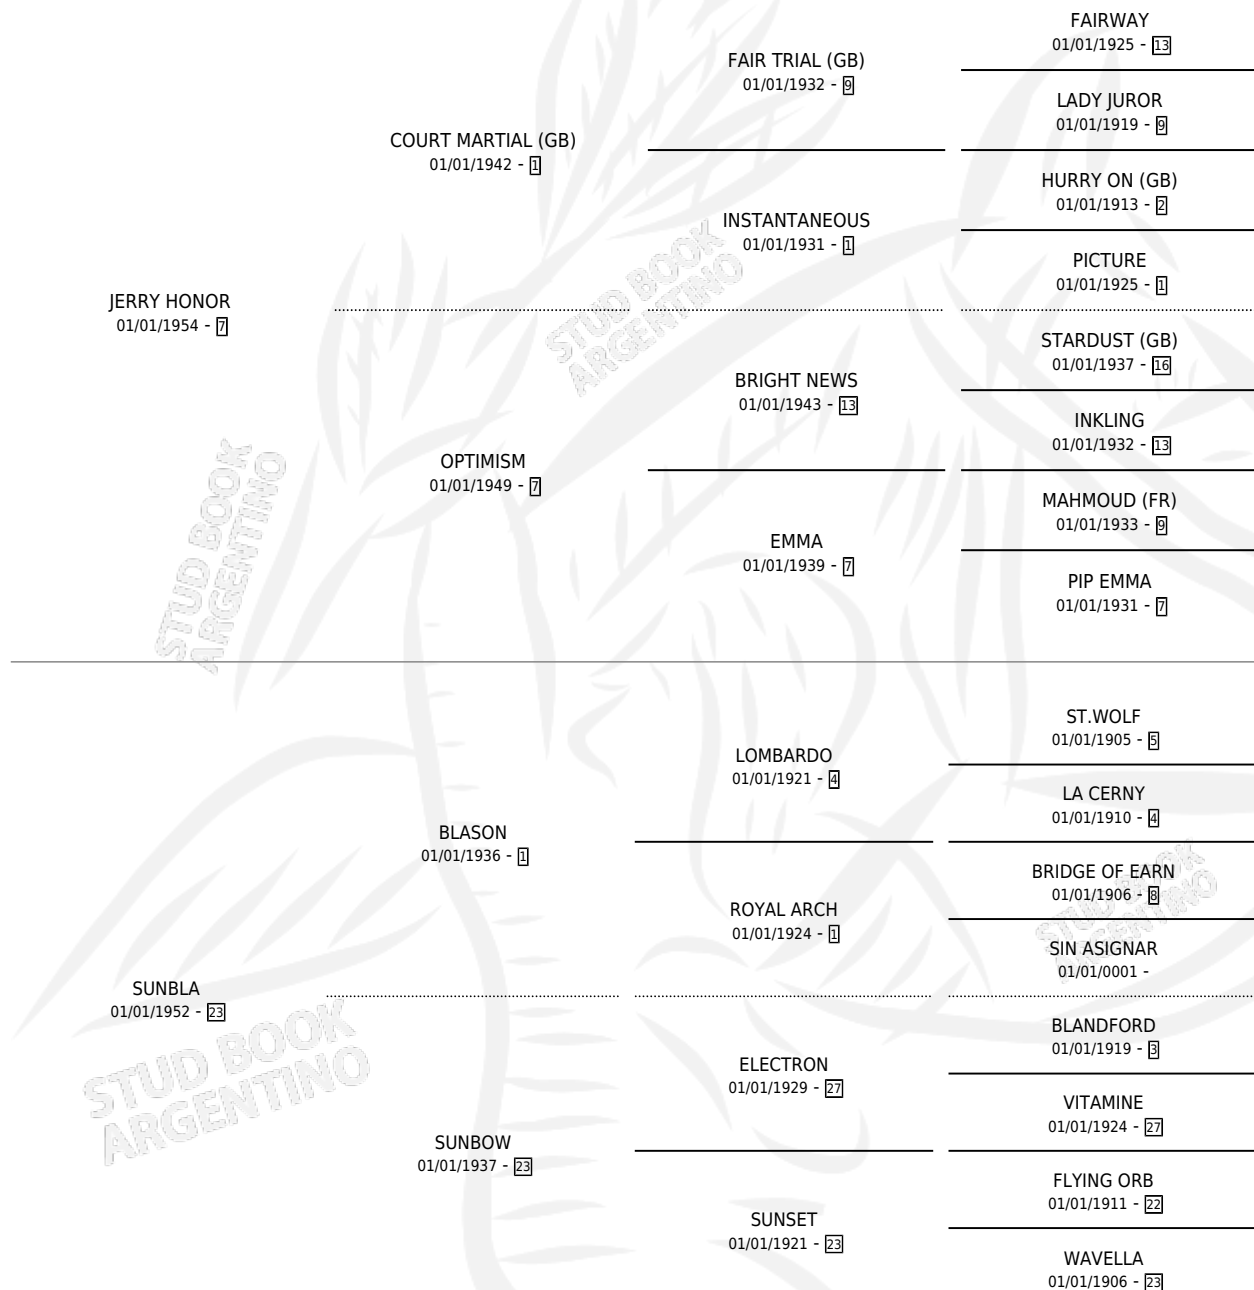 FAIRWAY
01/01/1925 - 13
FAIR TRIAL (GB)
01/01/1932 - 9
LADY JUROR
01/01/1919 - 9
COURT MARTIAL (GB)
01/01/1942 - 1
HURRY ON (GB)
01/01/1913 - 2
INSTANTANEOUS
01/01/1931 - 1
PICTURE
01/01/1925 - 1
JERRY HONOR
01/01/1954 - 7
STUD BOOK
ARGENTINO
STARDUST (GB)
01/01/1937 - 16
BRIGHT NEWS
01/01/1943 - 13
INKLING
01/01/1932 - 13
OPTIMISM
01/01/1949 - 7
MAHMOUD (FR)
01/01/1933 - 9
EMMA
01/01/1939 - 7
PIP EMMA
01/01/1931 - 7
STUD BOOK
ARGENTINO
ST.WOLF
01/01/1905 - 5
LOMBARDO
01/01/1921 - 4
LA CERNY
01/01/1910 - 4
BLASON
01/01/1936 - 1
BRIDGE OF EARN
01/01/1906 - 8
ROYAL ARCH
01/01/1924 - 1
SIN ASIGNAR
01/01/0001 -
STUD BOOK
ARGENTINO
SUNBLA
01/01/1952 - 23
BLANDFORD
01/01/1919 - 3
ELECTRON
01/01/1929 - 27
VITAMINE
01/01/1924 - 27
STUD BOOK
ARGENTINO
SUNBOW
01/01/1937 - 23
FLYING ORB
01/01/1911 - 22
SUNSET
01/01/1921 - 23
WAVELLA
01/01/1906 - 23